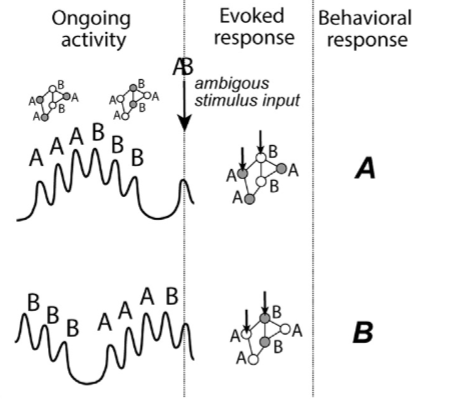 Ongoing
activity
Evoked
response
Behavioral
response
AB
ambigous
stimulus input
B
A A
B
A
B
A A
B
A
A A A B B B
B
A A
B
A
A
B B B A A A B
B
A A
B
A
B